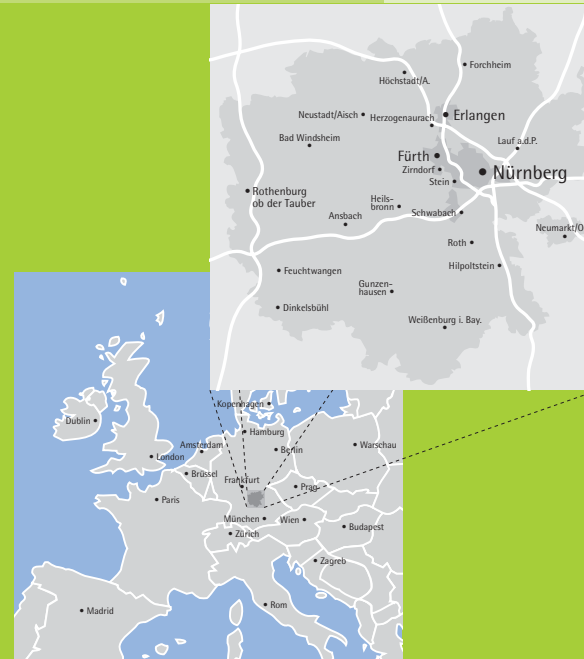 Forchheim
Höchstadt/A.
Neustadt/Aisch
Herzogenaurach
Erlangen
Bad Windsheim
Lauf a.d.P.
Fürth
Zirndorf
Stein
Nürnberg
Rothenburg
ob der Tauber
Heils-
bronn
Schwabach
Ansbach
Neumarkt/O
Roth
Hilpoltstein
Feuchtwangen
Gunzen-
hausen
Dinkelsbühl
Weißenburg i. Bay.
Kopenhagen
Dublin
Hamburg
Amsterdam
Berlin
Warschau
London
Brüssel
Frankfurt
Prag
Paris
München
Wien
Budapest
Zürich
Zagreb
Rom
Madrid